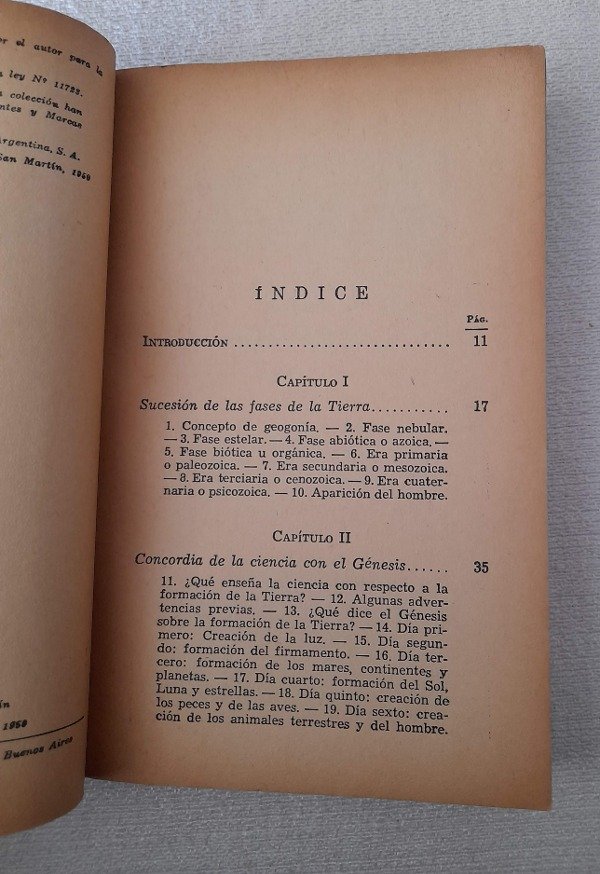 or el autor para la
ley Nº 11723.
colección han
ntes y Marcas
Argentina, S. A.
San Martín, 1950
ín
1950
Buenos Aires
ÍNDICE
Pág.
INTRODUCCIÓN .............................. 11
CAPÍTULO I
Sucesión de las fases de la Tierra........... 17
1. Concepto de geogonía. — 2. Fase nebular.
— 3. Fase estelar. — 4. Fase abiótica o azoica. —
5. Fase biótica u orgánica. — 6. Era primaria
o paleozoica. — 7. Era secundaria o mesozoica.
— 8. Era terciaria o cenozoica. — 9. Era cuater-
naria o psicozoica. — 10. Aparición del hombre.
CAPÍTULO II
Concordia de la ciencia con el Génesis...... 35
11. ¿Qué enseña la ciencia con respecto a la
formación de la Tierra? — 12. Algunas adver-
tencias previas. — 13. ¿Qué dice el Génesis
sobre la formación de la Tierra? — 14. Día pri-
mero: Creación de la luz. — 15. Día segun-
do: formación del firmamento. — 16. Día ter-
cero: formación de los mares, continentes y
planetas. — 17. Día cuarto: formación del Sol,
Luna y estrellas. — 18. Día quinto: creación de
los peces y de las aves. — 19. Día sexto: crea-
ción de los animales terrestres y del hombre.